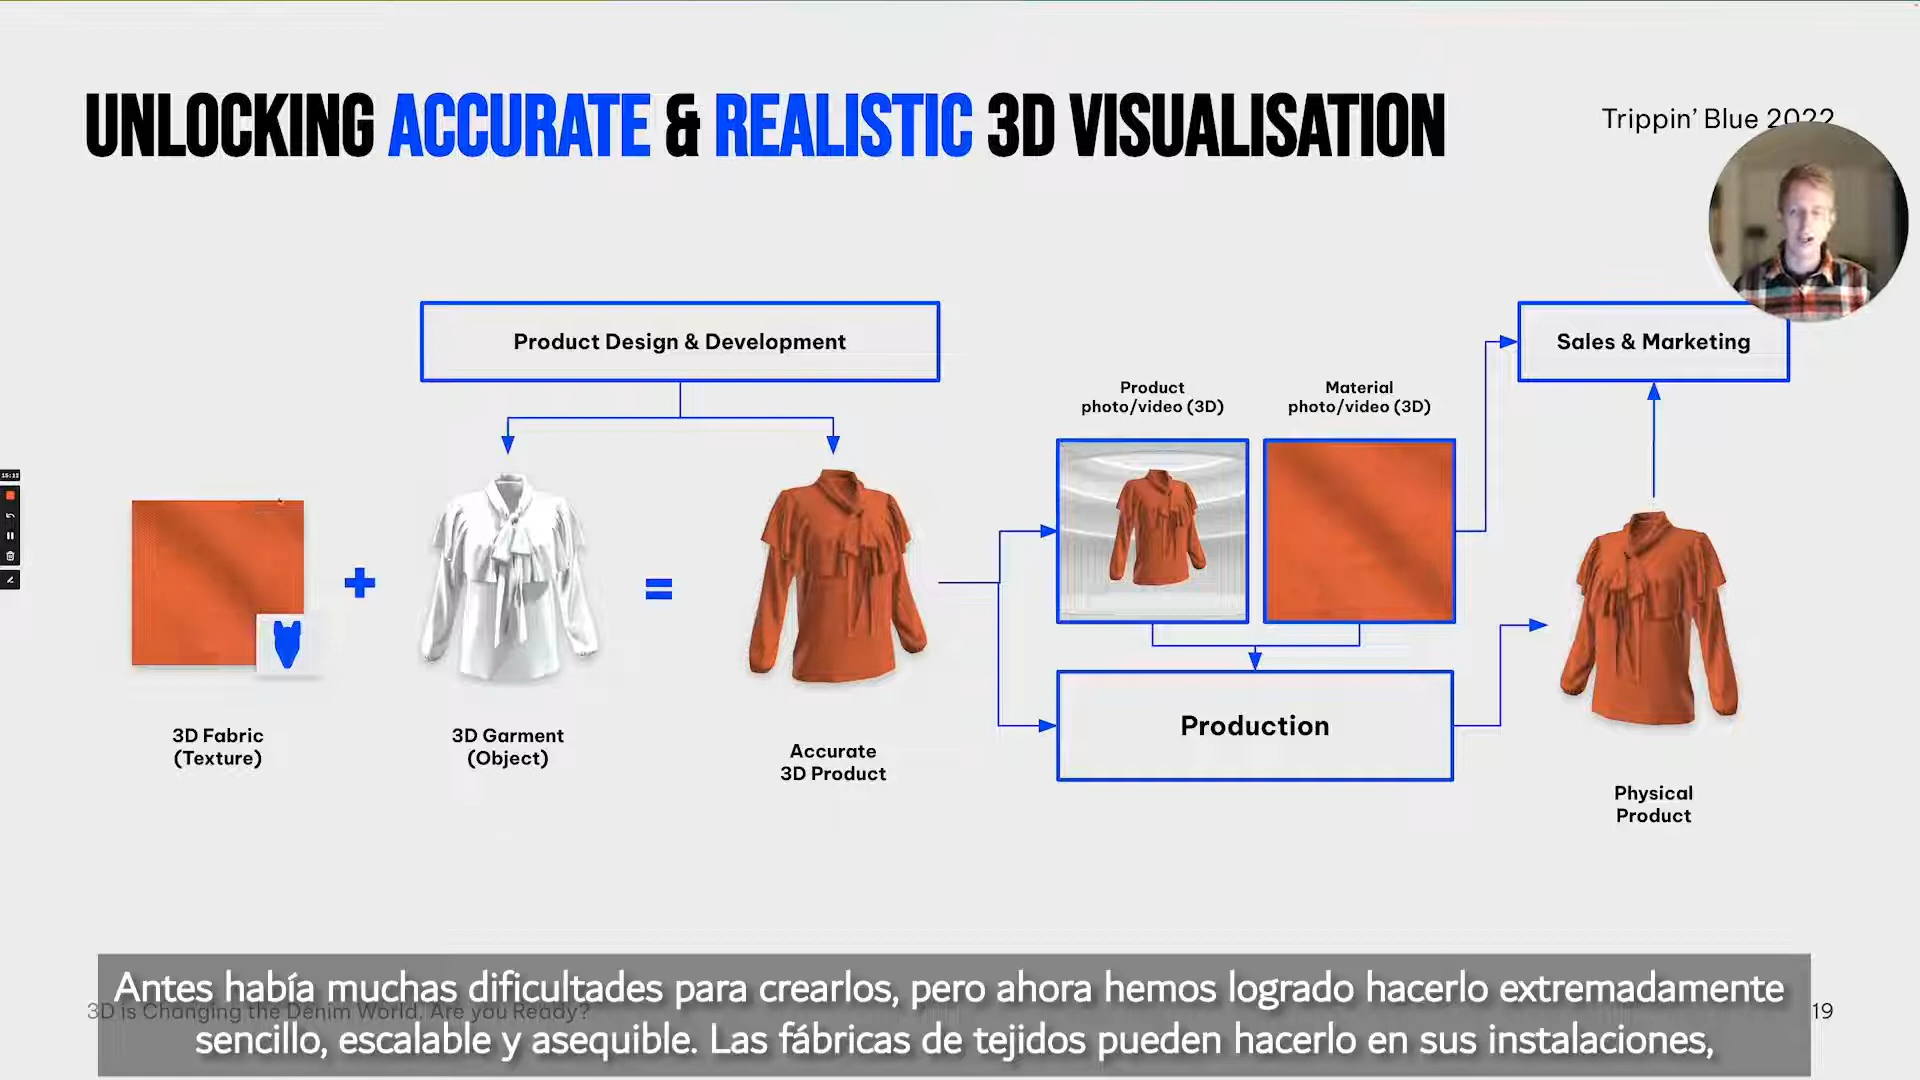 UNLOCKING ACCURATE & REALISTIC 3D VISUALISATION
Trippin' Blue 2022
Product Design & Development
Sales & Marketing
Product
photo/video (3D)
Material
photo/video (3D)
15:12
3D Fabric
(Texture)
3D Garment
(Object)
Accurate
3D Product
Production
Physical
Product
Antes había muchas dificultades para crearlos, pero ahora hemos logrado hacerlo extremadamente
sencillo, escalable y asequible. Las fábricas de tejidos pueden hacerlo en sus instalaciones,
3D is Changing the Denim World. Are you Ready?
19